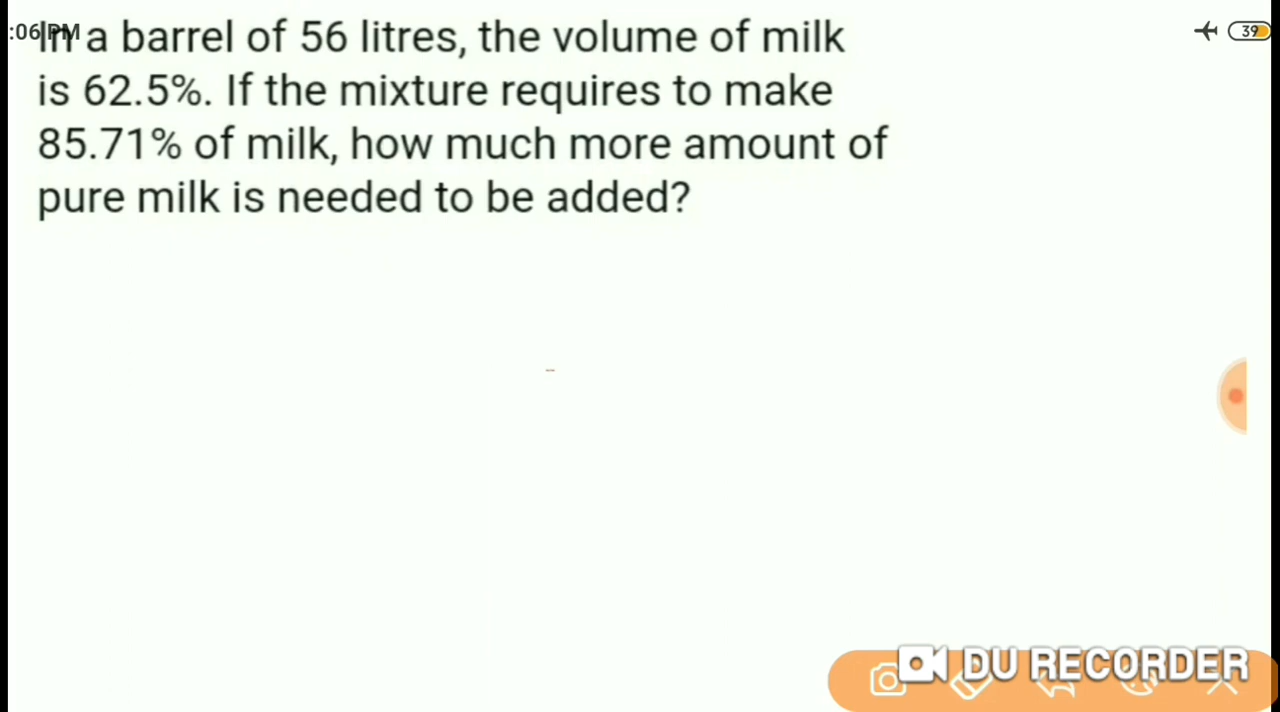 :06 PM
In a barrel of 56 litres, the volume of milk
39
is 62.5%. If the mixture requires to make
85.71% of milk, how much more amount of
pure milk is needed to be added?
DU RECORDER